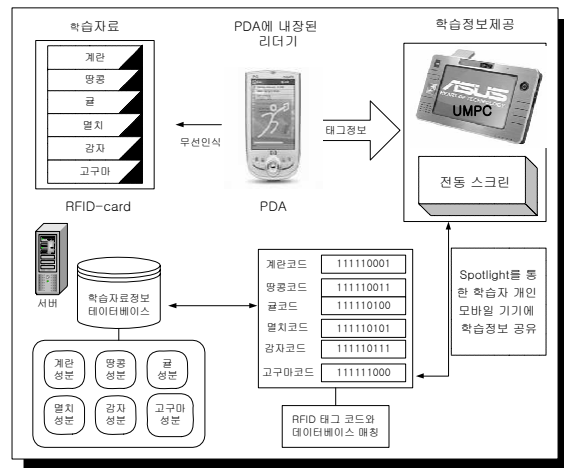 학습자료
PDA에 내장된
리더기
학습정보제공
계란
땅콩
귤
멸치
감자
고구마
무선인식
태그정보
ASUS
UMPC
전동 스크린
RFID-card
PDA
서버
학습자료정보
데이터베이스
계란코드 111110001
땅콩코드 111110011
귤코드 111110100
멸치코드 111110101
감자코드 111110111
고구마코드 111111000
Spotlight를 통
한 학습자 개인
모바일 기기에
학습정보 공유
계란
성분
땅콩
성분
귤
성분
멸치
성분
감자
성분
고구마
성분
RFID 태그 코드와
데이터베이스 매칭